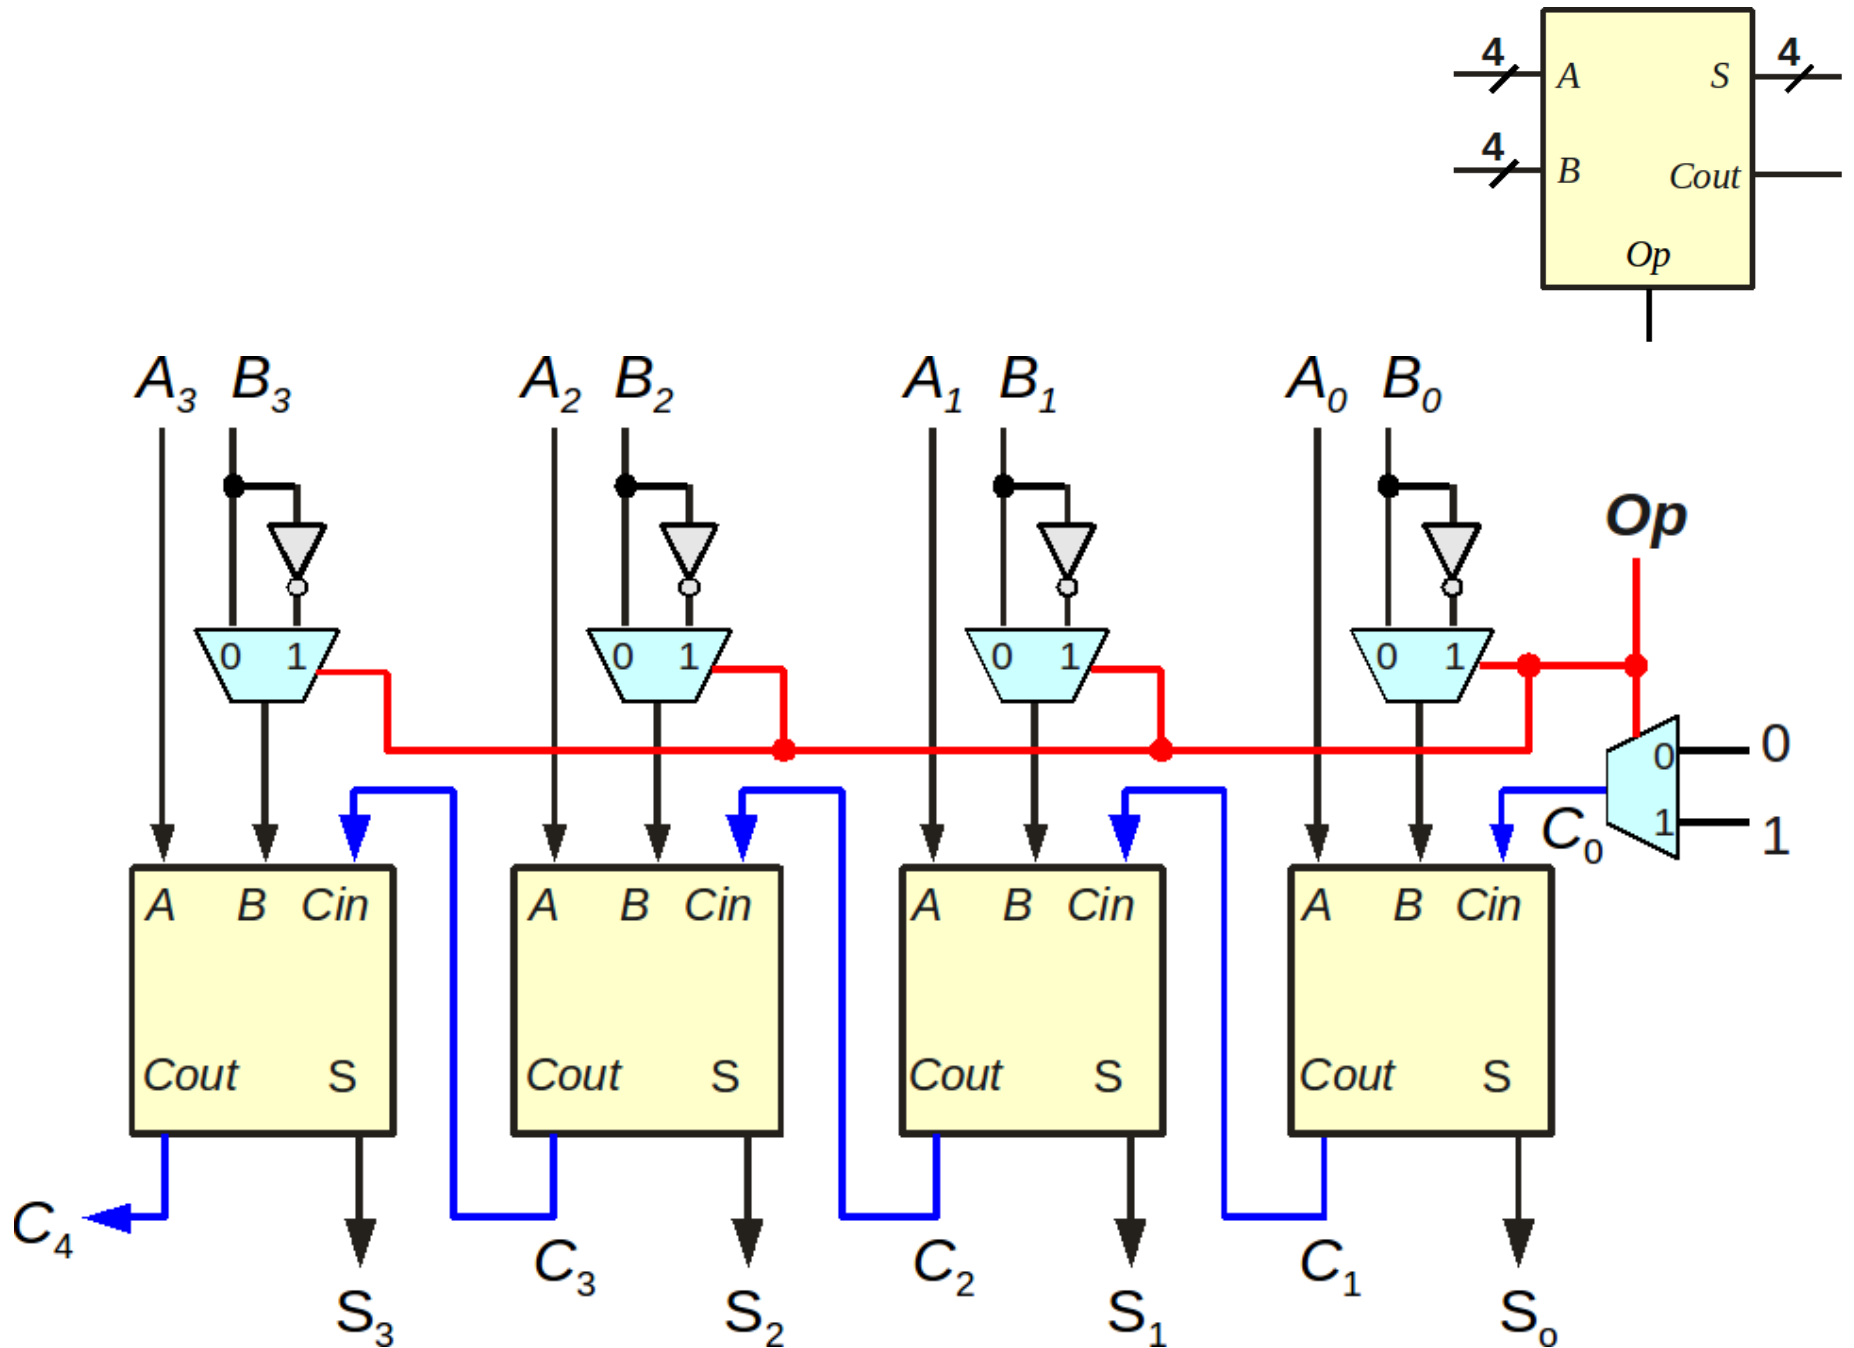 4 4
A S
4
B Cout
Op
A3 B3 A2 B2 A1 B1 A0 B0
Op
0 1 0 1 0 1 0 1
0 0
C0 1 1
A B Cin A B Cin A B Cin A B Cin
Cout S Cout S Cout S Cout S
C4 C3 C2 C1
S3 S2 S1 So